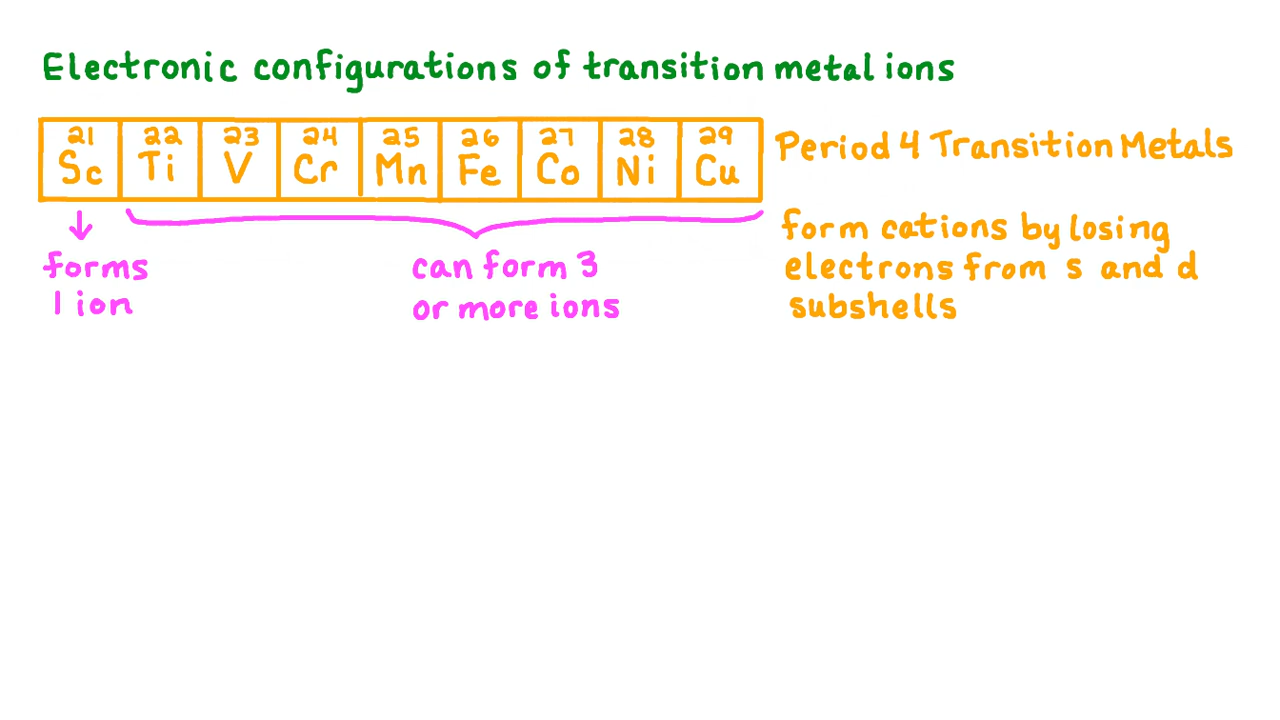 Electronic configurations of transition metal ions
21 22 23 24 25 26 27 28 29
Sc Ti V Cr Mn Fe Co Ni Cu
Period 4 Transition Metals
forms
1 ion
can form 3
or more ions
form cations by losing
electrons from s and d
subshells